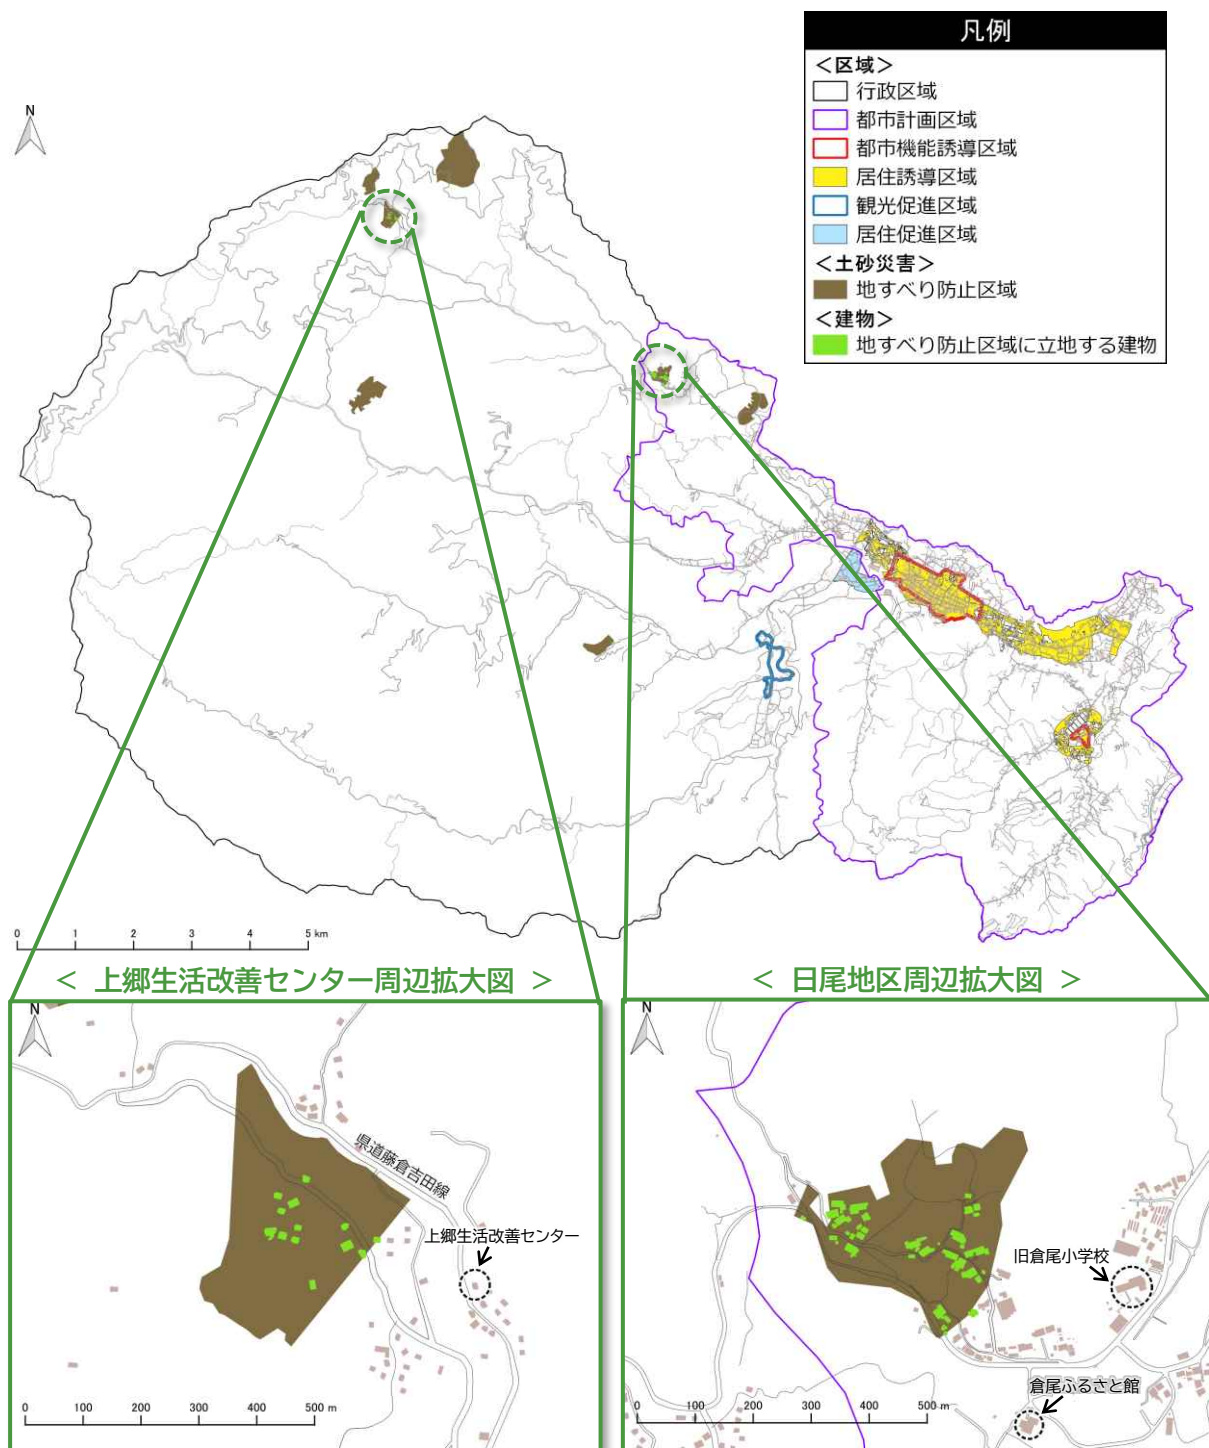 凡例
＜区域＞
行政区域
都市計画区域
都市機能誘導区域
居住誘導区域
観光促進区域
居住促進区域
＜土砂災害＞
地すべり防止区域
＜建物＞
地すべり防止区域に立地する建物
N
0 1 2 3 4 5 km
＜ 上郷生活改善センター周辺拡大図 ＞
＜ 日尾地区周辺拡大図 ＞
N
県道藤倉吉田線
上郷生活改善センター
0 100 200 300 400 500 m
N
旧倉尾小学校
倉尾ふるさと館
0 100 200 300 400 500 m